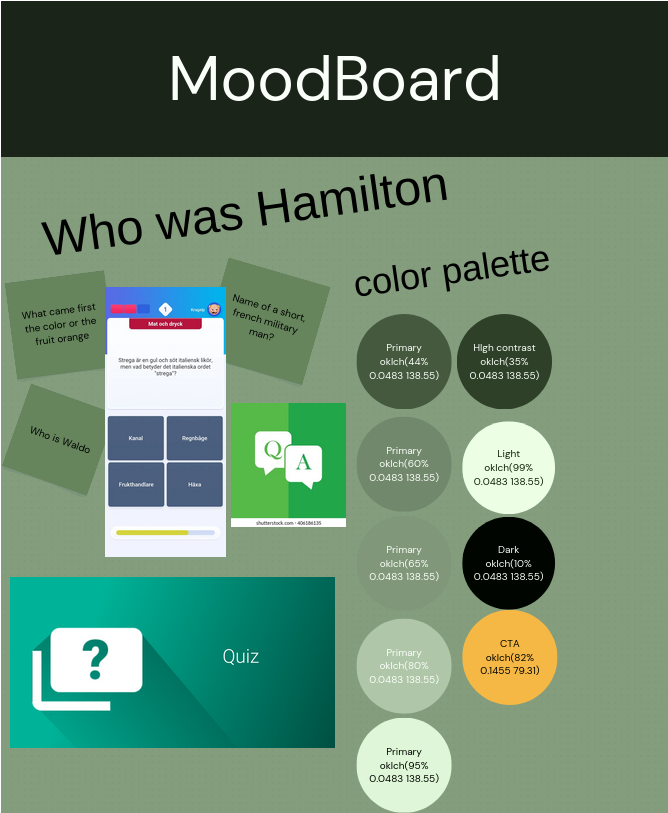 MoodBoard
Who was Hamilton
color palette
What came first
the color or the
fruit orange
Name of a short,
french military
man?
Who is Waldo
1
Mat och dryck
Strega är en gul och söt italiensk likör,
men vad betyder det italienska ordet
"strega"?
Kanal
Regnbåge
Frukthandlare
Häxa
Q
A
shutterstock.com · 406186135
?
Quiz
Primary
oklch(44%
0.0483 138.55)
HIgh contrast
oklch(35%
0.0483 138.55)
Primary
oklch(60%
0.0483 138.55)
Light
oklch(99%
0.0483 138.55)
Primary
oklch(65%
0.0483 138.55)
Dark
oklch(10%
0.0483 138.55)
Primary
oklch(80%
0.0483 138.55)
CTA
oklch(82%
0.1455 79.31)
Primary
oklch(95%
0.0483 138.55)